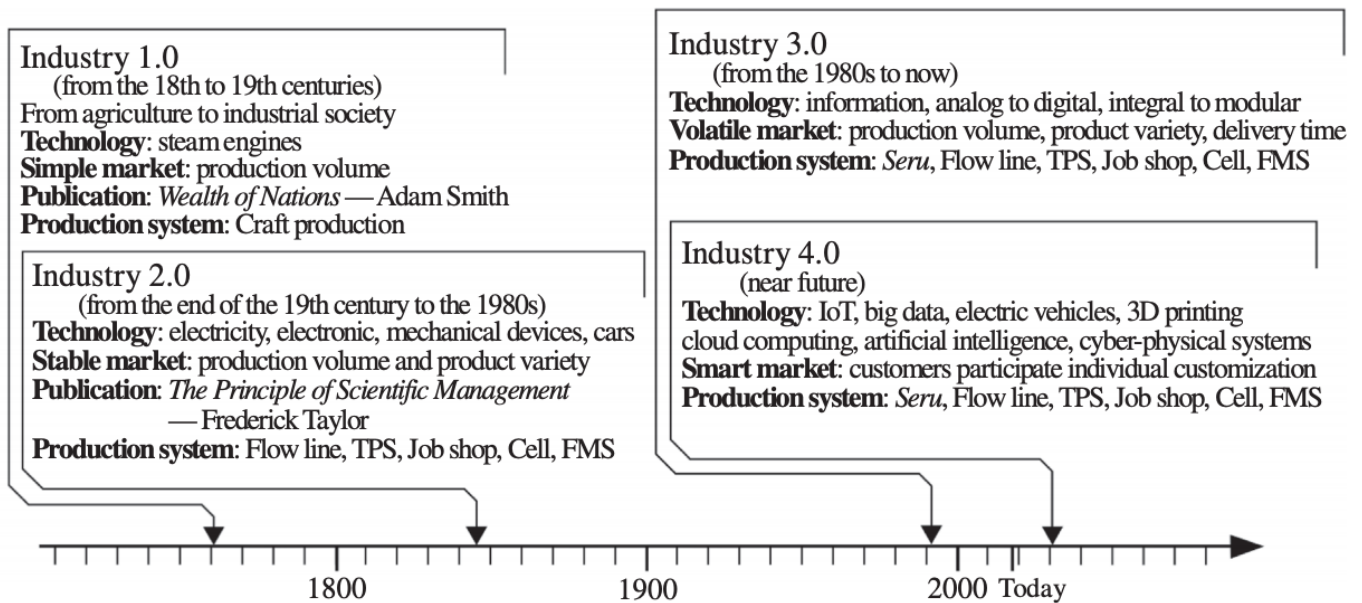 Industry 1.0
(from the 18th to 19th centuries)
From agriculture to industrial society
Technology: steam engines
Simple market: production volume
Publication: Wealth of Nations — Adam Smith
Production system: Craft production
Industry 2.0
(from the end of the 19th century to the 1980s)
Technology: electricity, electronic, mechanical devices, cars
Stable market: production volume and product variety
Publication: The Principle of Scientific Management
— Frederick Taylor
Production system: Flow line, TPS, Job shop, Cell, FMS
Industry 3.0
(from the 1980s to now)
Technology: information, analog to digital, integral to modular
Volatile market: production volume, product variety, delivery time
Production system: Seru, Flow line, TPS, Job shop, Cell, FMS
Industry 4.0
(near future)
Technology: IoT, big data, electric vehicles, 3D printing
cloud computing, artificial intelligence, cyber-physical systems
Smart market: customers participate individual customization
Production system: Seru, Flow line, TPS, Job shop, Cell, FMS
1800 1900 2000 Today